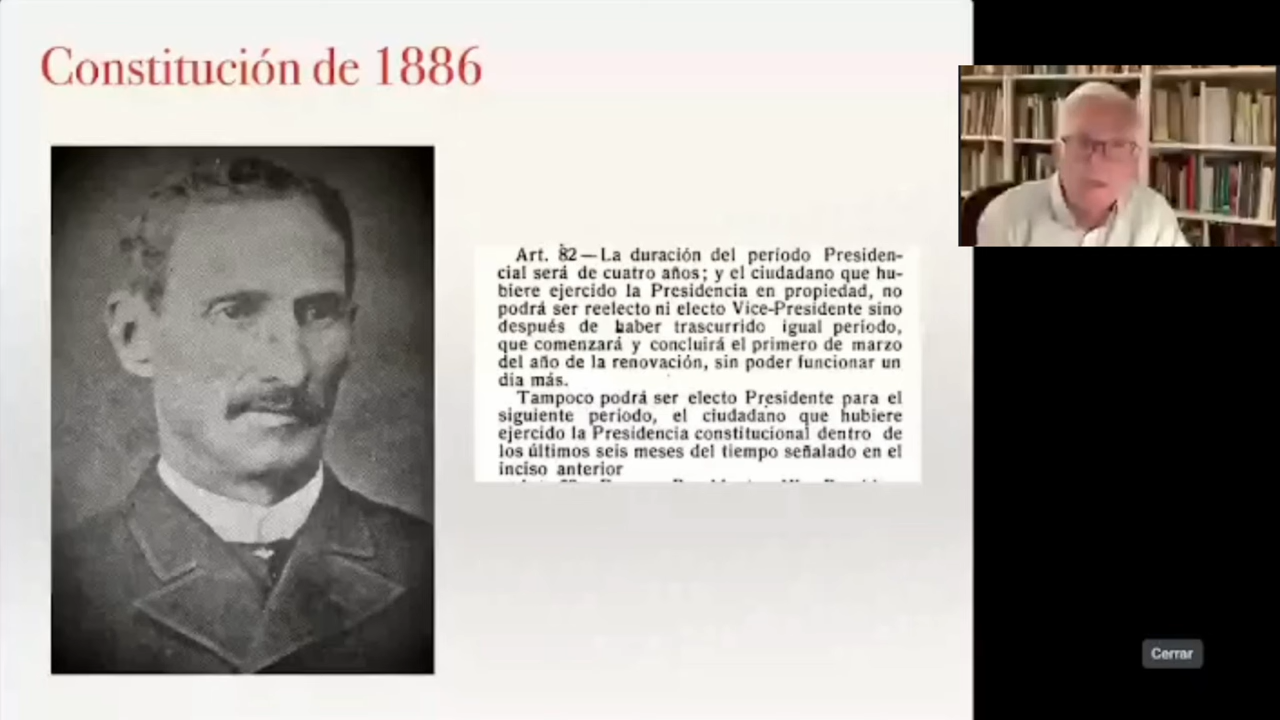 Constitución de 1886
Art. 82—La duración del periodo Presiden-
cial será de cuatro años; y el ciudadano que hu-
biere ejercido la Presidencia en propiedad, no
podrá ser reelecto ni electo Vice-Presidente sino
después de haber trascurrido igual periodo,
que comenzará y concluirá el primero de marzo
del año de la renovación, sin poder funcionar un
dia más.
Tampoco podrá ser electo Presidente para el
siguiente periodo, el ciudadano que hubiere
ejercido la Presidencia constitucional dentro de
los últimos seis meses del tiempo señalado en el
inciso anterior
Cerrar